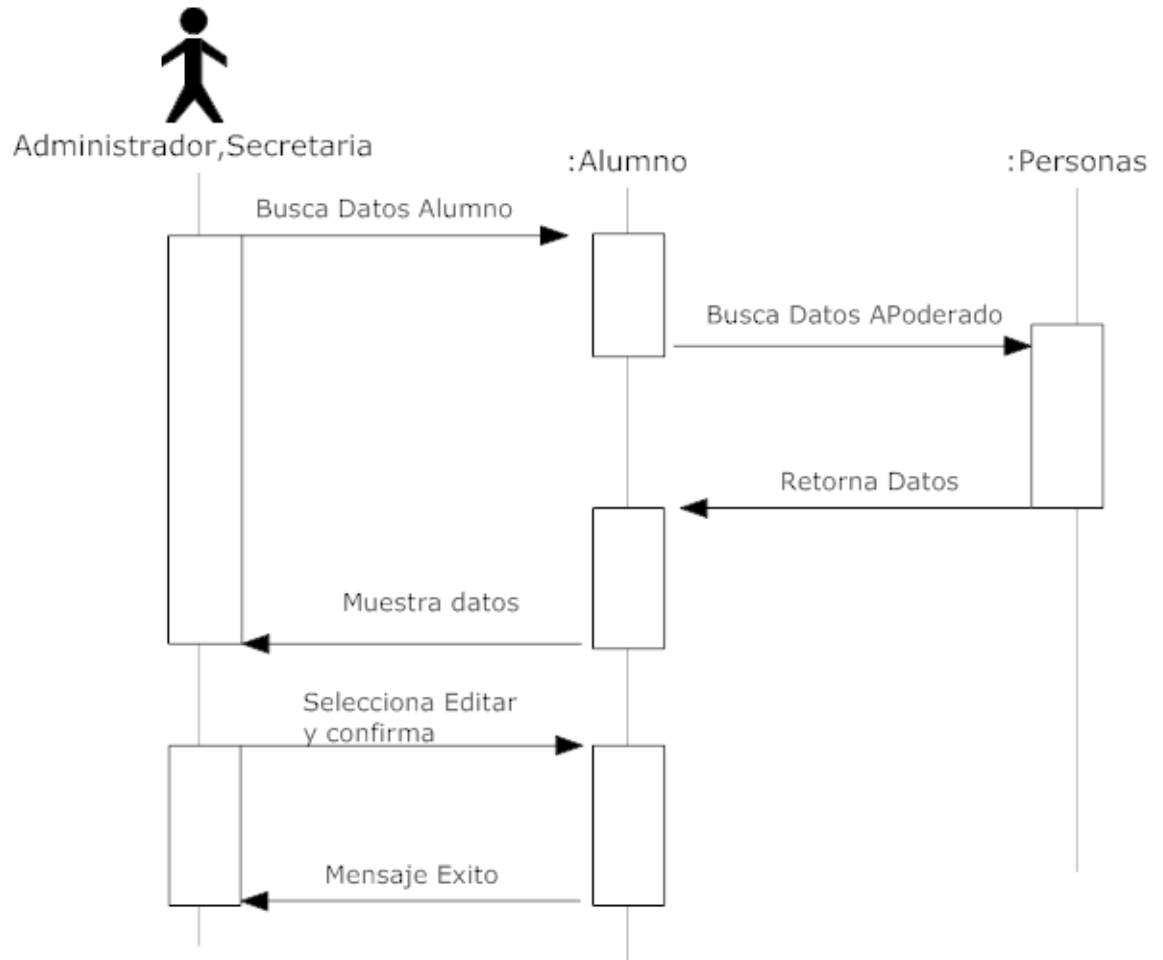 Administrador,Secretaria
:Alumno
:Personas
Busca Datos Alumno
Busca Datos APoderado
Retorna Datos
Muestra datos
Selecciona Editar
y confirma
Mensaje Exito